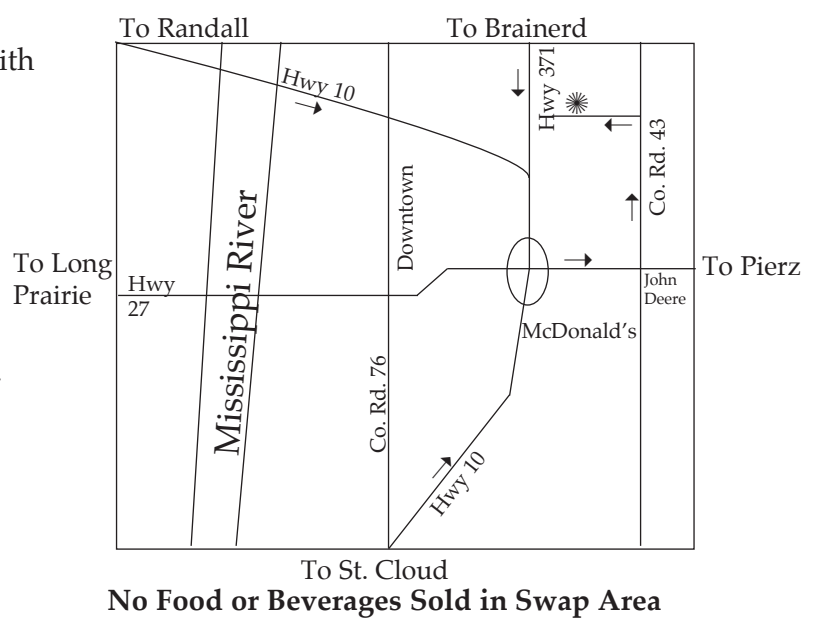 To Randall
To Brainerd
ith
Hwy 10
Hwy 371
Co. Rd. 43
Downtown
Mississippi River
To Long
Prairie
Hwy
27
To Pierz
John
Deere
McDonald's
Co. Rd. 76
Hwy 10
To St. Cloud
No Food or Beverages Sold in Swap Area